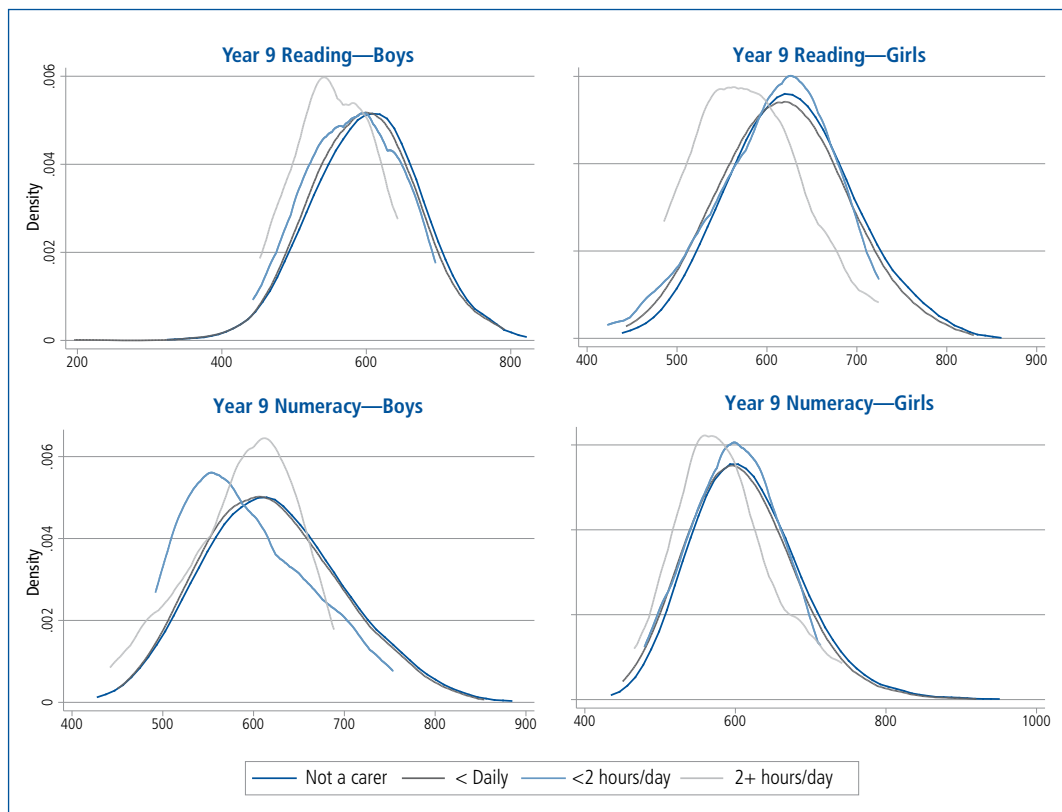 Year 9 Reading—Boys
Year 9 Reading—Girls
Density
0
.002
.004
.006
200
400
600
800
400
500
600
700
800
900
Year 9 Numeracy—Boys
Year 9 Numeracy—Girls
Density
0
.002
.004
.006
400
500
600
700
800
900
400
600
800
1000
Not a carer
< Daily
<2 hours/day
2+ hours/day